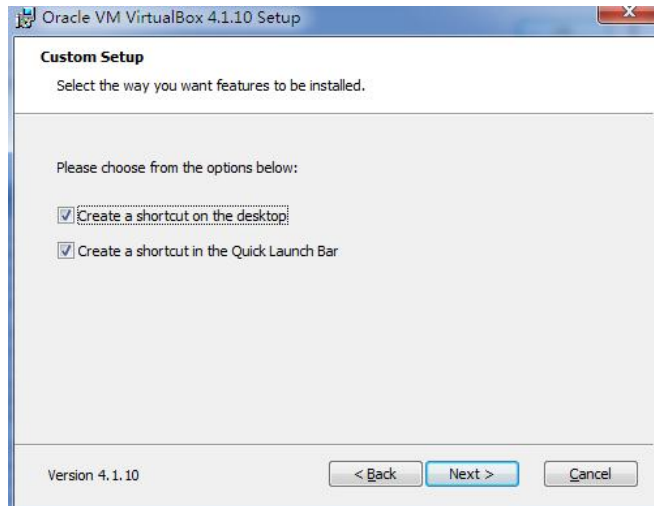 Oracle VM VirtualBox 4.1.10 Setup
Custom Setup
Select the way you want features to be installed.
Please choose from the options below:
Create a shortcut on the desktop
Create a shortcut in the Quick Launch Bar
Version 4.1.10
< Back
Next >
Cancel